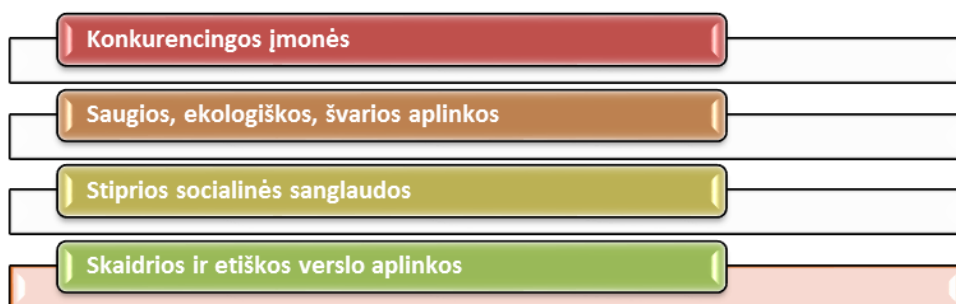 Konkurencingos įmonės
Saugios, ekologiškos, švarios aplinkos
Stiprios socialinės sanglaudos
Skaidrios ir etiškos verslo aplinkos